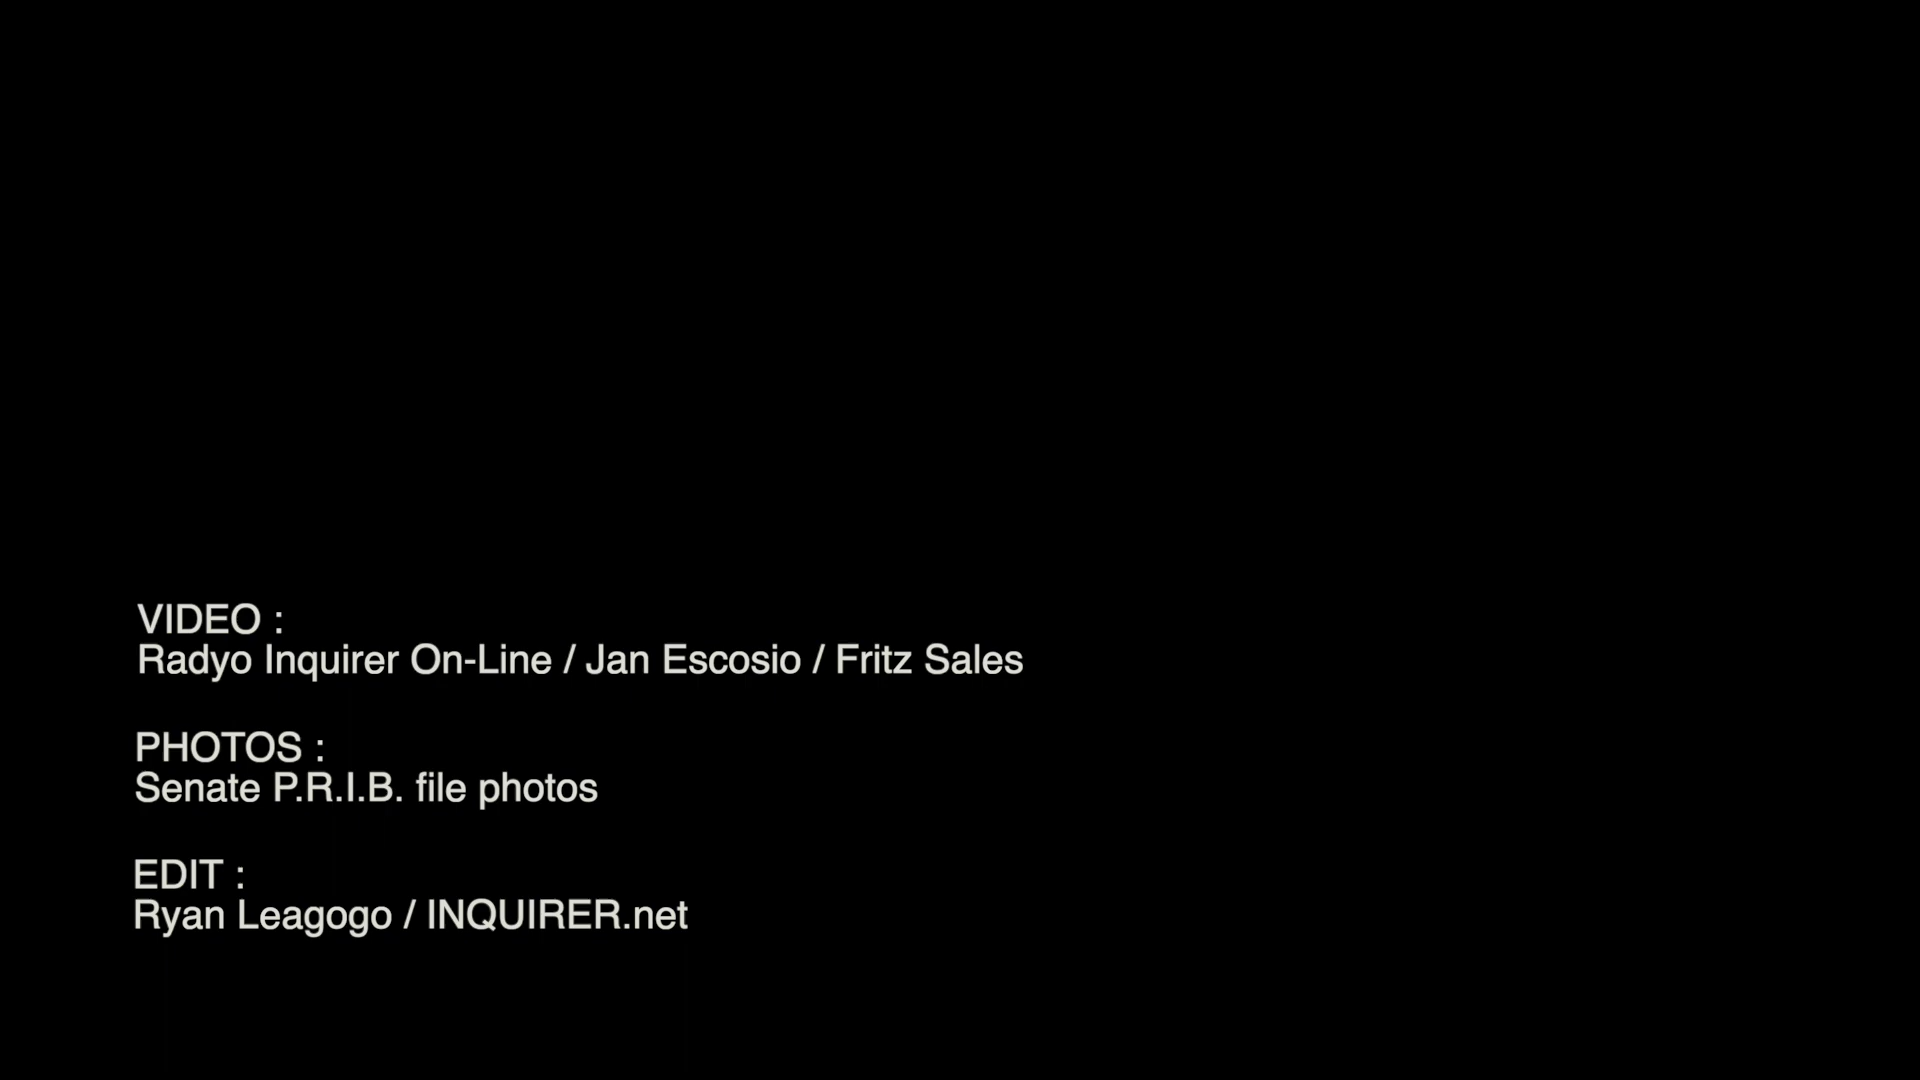 VIDEO :
Radyo Inquirer On-Line / Jan Escosio / Fritz Sales
PHOTOS :
Senate P.R.I.B. file photos
EDIT :
Ryan Leagogo / INQUIRER.net